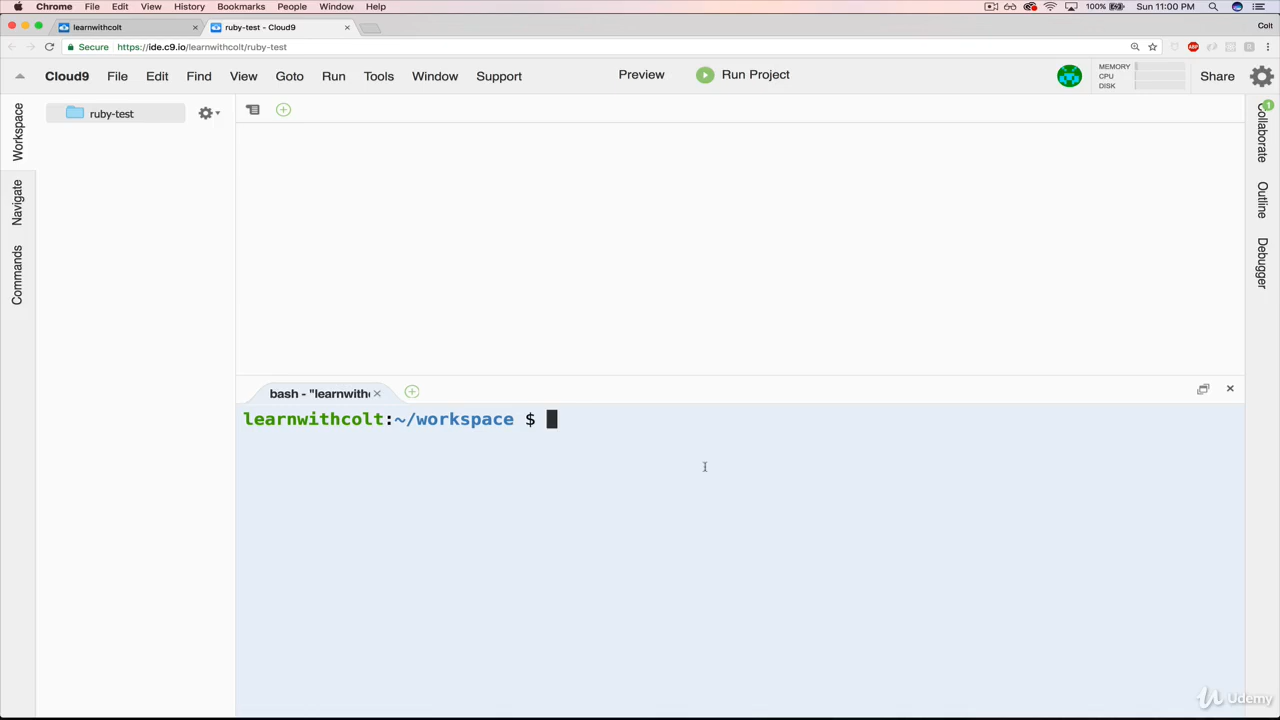 Chrome File Edit View History Bookmarks People Window Help 100% Sun 11:00 PM
learnwithcolt ruby-test - Cloud9 Colt
Secure https://ide.c9.io/learnwithcolt/ruby-test ABP
Cloud9 File Edit Find View Goto Run Tools Window Support Preview Run Project MEMORY CPU DISK Share
Workspace
Navigate
Commands
ruby-test
Collaborate 1
Outline
Debugger
bash - "learnwith
learnwithcolt:~/workspace $
Udemy